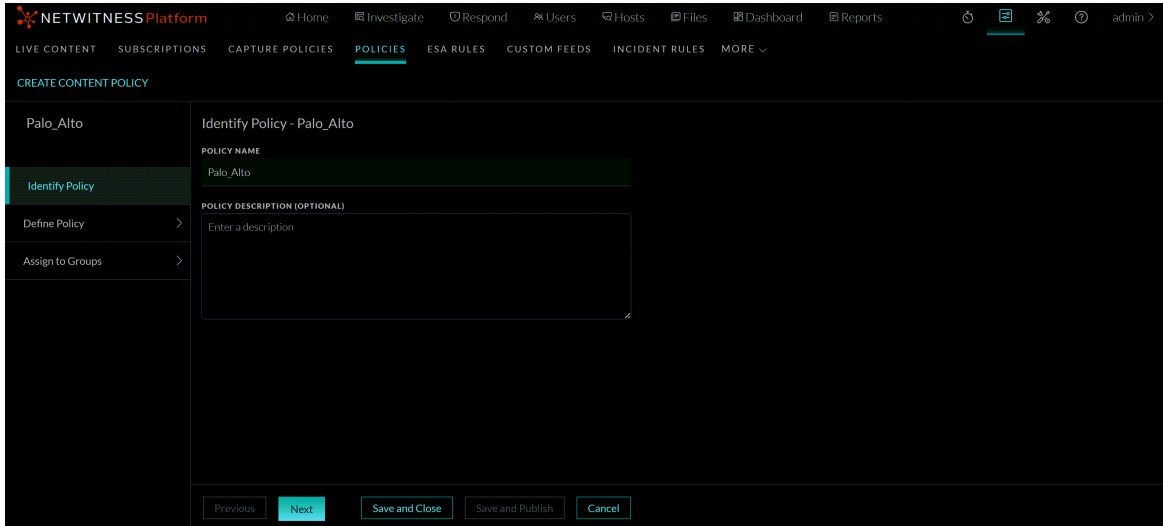 NETWITNESS Platform Home Investigate Respond Users Hosts Files Dashboard Reports admin >
LIVE CONTENT SUBSCRIPTIONS CAPTURE POLICIES POLICIES ESA RULES CUSTOM FEEDS INCIDENT RULES MORE
CREATE CONTENT POLICY
Palo_Alto
Identify Policy
Define Policy
Assign to Groups
Identify Policy - Palo_Alto
POLICY NAME
Palo_Alto
POLICY DESCRIPTION (OPTIONAL)
Enter a description
Previous Next Save and Close Save and Publish Cancel